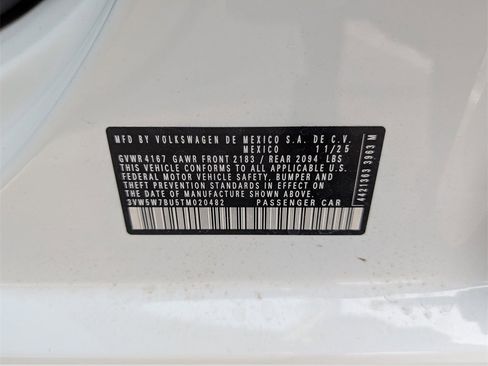 MFD BY VOLKSWAGEN DE MEXICO S.A. DE C.V.
MEXICO 11/25
GVWR 4167 GAWR FRONT 2183 / REAR 2094 LBS
THIS VEHICLE CONFORMS TO ALL APPLICABLE U.S.
FEDERAL MOTOR VEHICLE SAFETY, BUMPER AND
THEFT PREVENTION STANDARDS IN EFFECT ON
THE DATE OF MANUFACTURE SHOWN ABOVE.
3VW5W7BU5TM020482 PASSENGER CAR
4421363 3963 M